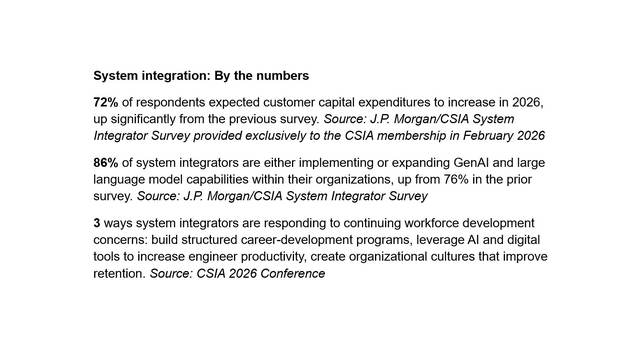 System integration: By the numbers
72% of respondents expected customer capital expenditures to increase in 2026,
up significantly from the previous survey. Source: J.P. Morgan/CSIA System
Integrator Survey provided exclusively to the CSIA membership in February 2026
86% of system integrators are either implementing or expanding GenAI and large
language model capabilities within their organizations, up from 76% in the prior
survey. Source: J.P. Morgan/CSIA System Integrator Survey
3 ways system integrators are responding to continuing workforce development
concerns: build structured career-development programs, leverage AI and digital
tools to increase engineer productivity, create organizational cultures that improve
retention. Source: CSIA 2026 Conference